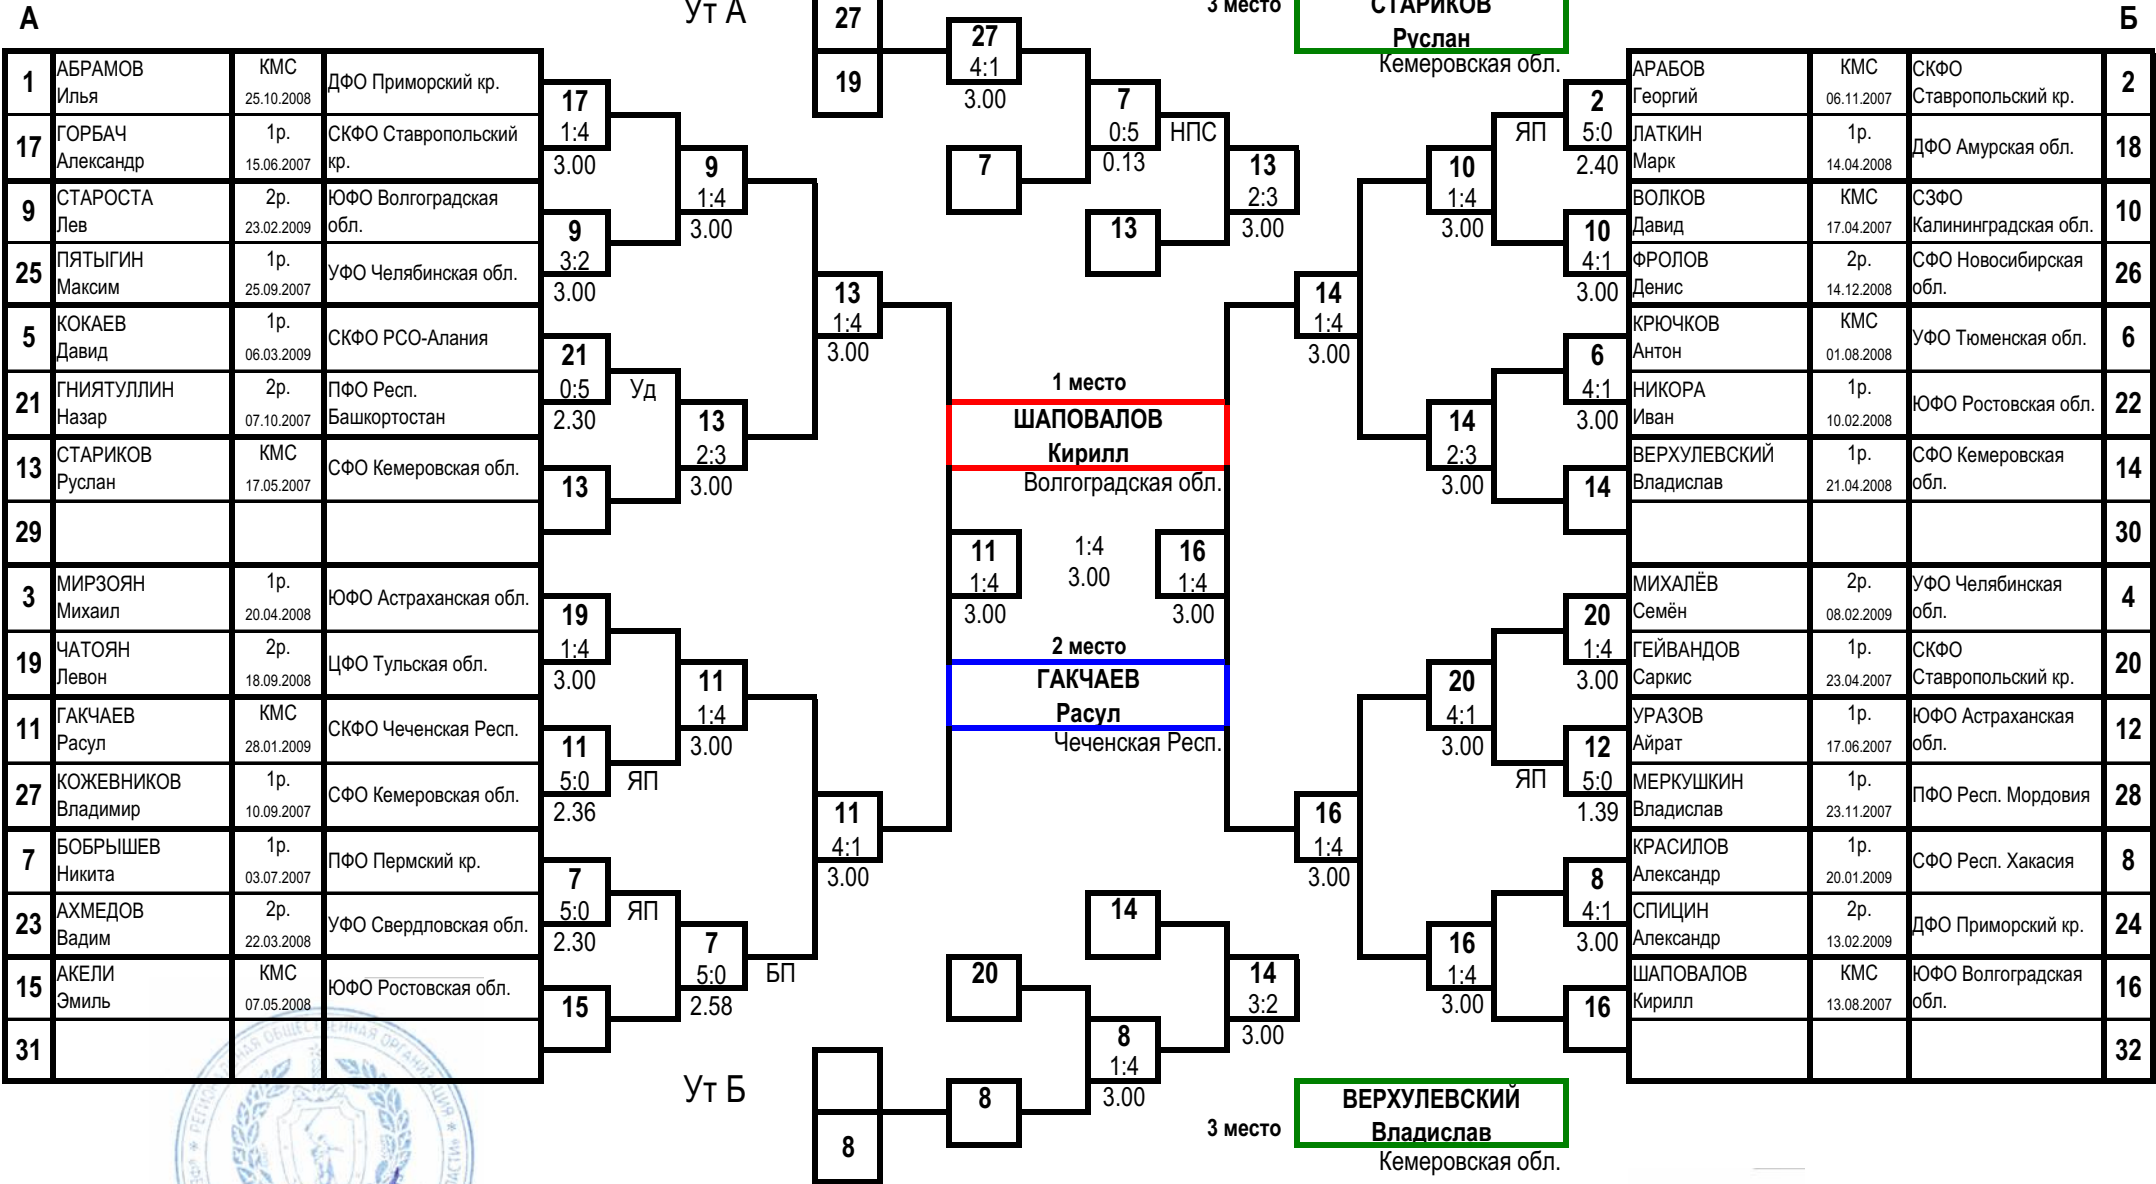 А
Ут А
3 место
СТАРИКОВ
Руслан
Кемеровская обл.
Б
27
19
27
4:1
3.00
7
7
0:5
0.13
НПС
13
13
2:3
3.00
1
АБРАМОВ
Илья
КМС
25.10.2008
ДФО Приморский кр.
17
ГОРБАЧ
Александр
1р.
15.06.2007
СКФО Ставропольский
кр.
9
СТАРОСТА
Лев
2р.
23.02.2009
ЮФО Волгоградская
обл.
25
ПЯТЫГИН
Максим
1р.
25.09.2007
УФО Челябинская обл.
5
КОКАЕВ
Давид
1р.
06.03.2009
СКФО РСО-Алания
21
ГНИЯТУЛЛИН
Назар
2р.
07.10.2007
ПФО Респ.
Башкортостан
13
СТАРИКОВ
Руслан
КМС
17.05.2007
СФО Кемеровская обл.
29
3
МИРЗОЯН
Михаил
1р.
20.04.2008
ЮФО Астраханская обл.
19
ЧАТОЯН
Левон
2р.
18.09.2008
ЦФО Тульская обл.
11
ГАКЧАЕВ
Расул
КМС
28.01.2009
СКФО Чеченская Респ.
27
КОЖЕВНИКОВ
Владимир
1р.
10.09.2007
СФО Кемеровская обл.
7
БОБРЫШЕВ
Никита
1р.
03.07.2007
ПФО Пермский кр.
23
АХМЕДОВ
Вадим
2р.
22.03.2008
УФО Свердловская обл.
15
АКЕЛИ
Эмиль
КМС
07.05.2008
ЮФО Ростовская обл.
31
17
1:4
3.00
9
3:2
3.00
21
0:5
2.30
Уд
13
19
1:4
3.00
11
5:0
2.36
ЯП
7
5:0
2.30
ЯП
15
9
1:4
3.00
13
2:3
3.00
11
1:4
3.00
7
5:0
2.58
БП
13
1:4
3.00
11
4:1
3.00
1 место
ШАПОВАЛОВ
Кирилл
Волгоградская обл.
11
1:4
3.00
1:4
3.00
16
1:4
3.00
2 место
ГАКЧАЕВ
Расул
Чеченская Респ.
14
1:4
3.00
16
1:4
3.00
10
1:4
3.00
14
2:3
3.00
20
4:1
3.00
16
1:4
3.00
ЯП
2
5:0
2.40
10
4:1
3.00
6
4:1
3.00
14
20
1:4
3.00
ЯП
12
5:0
1.39
8
4:1
3.00
16
АРАБОВ
Георгий
КМС
06.11.2007
СКФО
Ставропольский кр.
2
ЛАТКИН
Марк
1р.
14.04.2008
ДФО Амурская обл.
18
ВОЛКОВ
Давид
КМС
17.04.2007
СЗФО
Калининградская обл.
10
ФРОЛОВ
Денис
2р.
14.12.2008
СФО Новосибирская
обл.
26
КРЮЧКОВ
Антон
КМС
01.08.2008
УФО Тюменская обл.
6
НИКОРА
Иван
1р.
10.02.2008
ЮФО Ростовская обл.
22
ВЕРХУЛЕВСКИЙ
Владислав
1р.
21.04.2008
СФО Кемеровская
обл.
14
30
МИХАЛЁВ
Семён
2р.
08.02.2009
УФО Челябинская
обл.
4
ГЕЙВАНДОВ
Саркис
1р.
23.04.2007
СКФО
Ставропольский кр.
20
УРАЗОВ
Айрат
1р.
17.06.2007
ЮФО Астраханская
обл.
12
МЕРКУШКИН
Владислав
1р.
23.11.2007
ПФО Респ. Мордовия
28
КРАСИЛОВ
Александр
1р.
20.01.2009
СФО Респ. Хакасия
8
СПИЦИН
Александр
2р.
13.02.2009
ДФО Приморский кр.
24
ШАПОВАЛОВ
Кирилл
КМС
13.08.2007
ЮФО Волгоградская
обл.
16
32
Ут Б
8
20
8
14
8
1:4
3.00
14
3:2
3.00
3 место
ВЕРХУЛЕВСКИЙ
Владислав
Кемеровская обл.